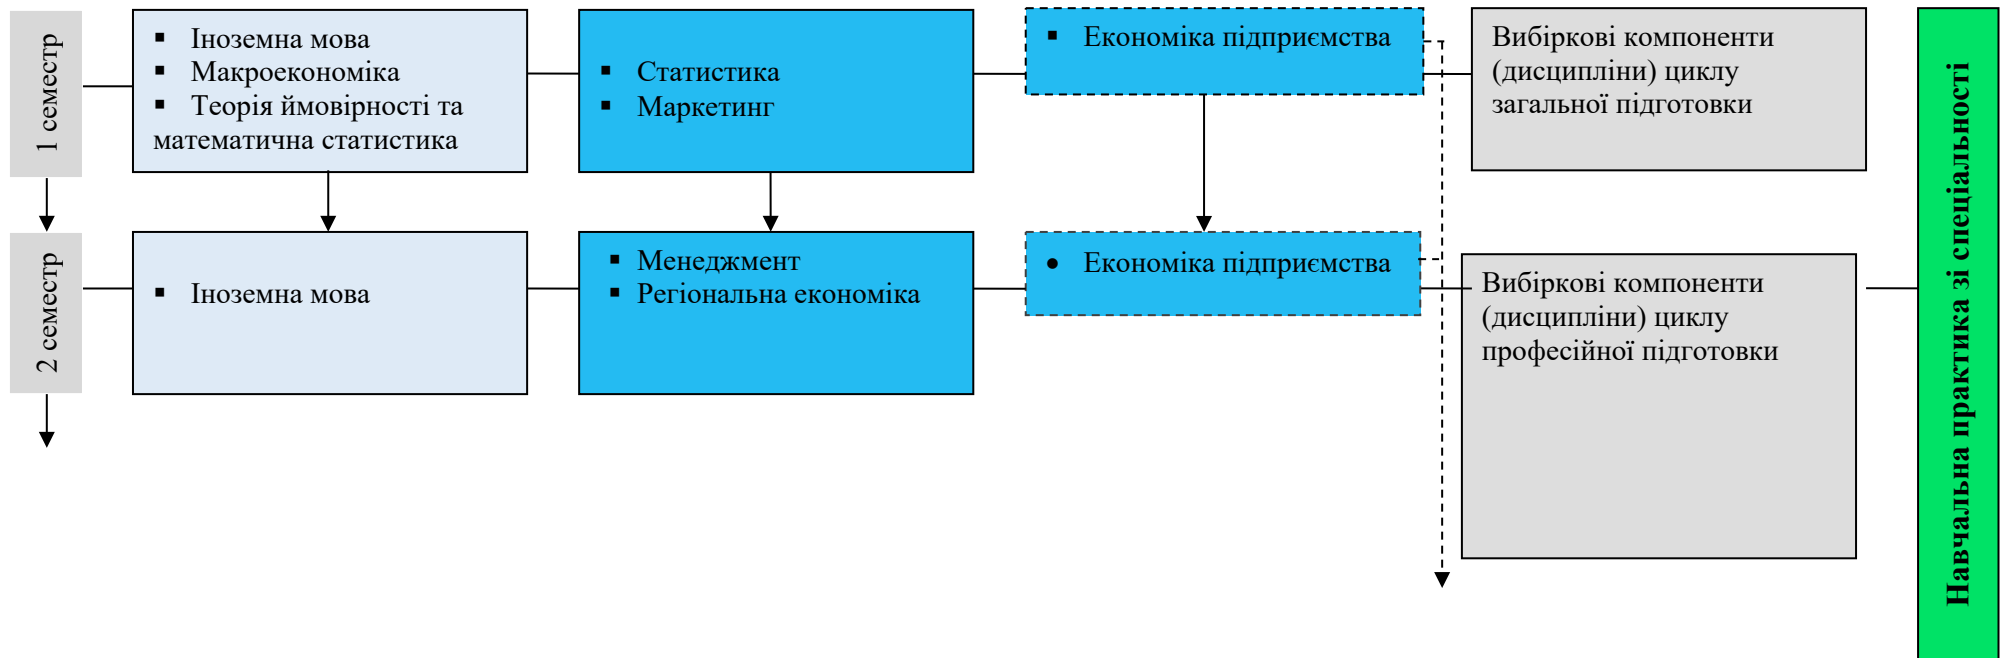 1 семестр
▪ Іноземна мова
▪ Макроекономіка
▪ Теорія ймовірності та
математична статистика
▪ Статистика
▪ Маркетинг
▪ Економіка підприємства
Вибіркові компоненти
(дисципліни) циклу
загальної підготовки
2 семестр
▪ Іноземна мова
▪ Менеджмент
▪ Регіональна економіка
● Економіка підприємства
Вибіркові компоненти
(дисципліни) циклу
професійної підготовки
Навчальна практика зі спеціальності